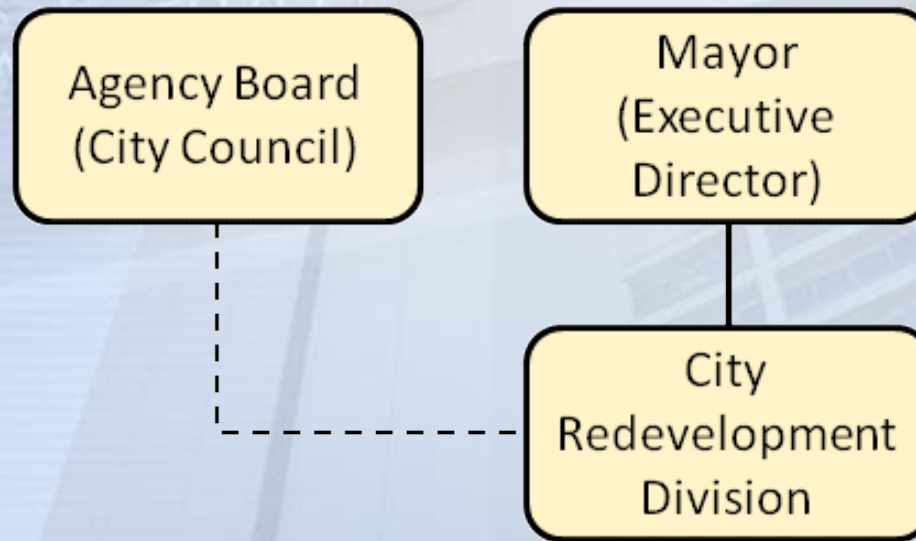 Agency Board
(City Council)
Mayor
(Executive
Director)
City
Redevelopment
Division